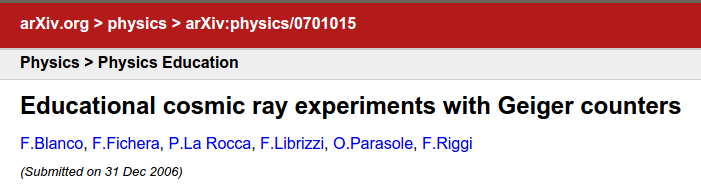 arXiv.org > physics > arXiv:physics/0701015
Physics > Physics Education
Educational cosmic ray experiments with Geiger counters
F.Blanco, F.Fichera, P.La Rocca, F.Librizzi, O.Parasole, F.Riggi
(Submitted on 31 Dec 2006)